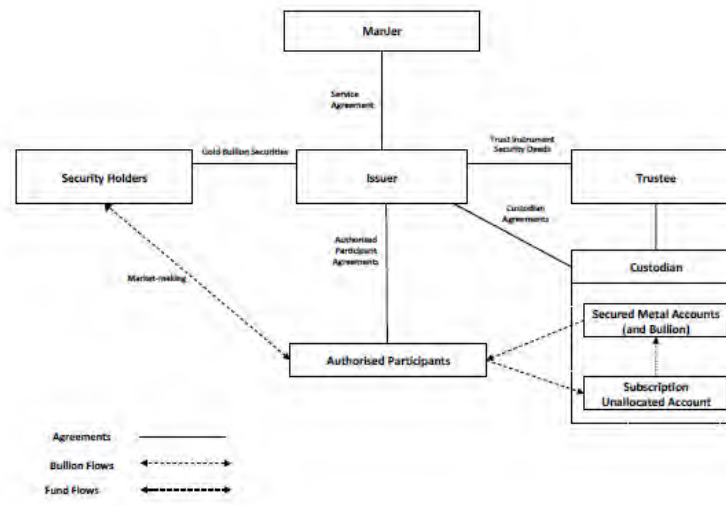 ManJer
Service
Agreement
Gold Bullion Securities
Trust Instrument
Security Deeds
Security Holders
Issuer
Trustee
Custodian
Agreements
Authorised
Participant
Agreements
Custodian
Market-making
Secured Metal Accounts
(and Bullion)
Authorised Participants
Subscription
Unallocated Account
Agreements
Bullion Flows
Fund Flows